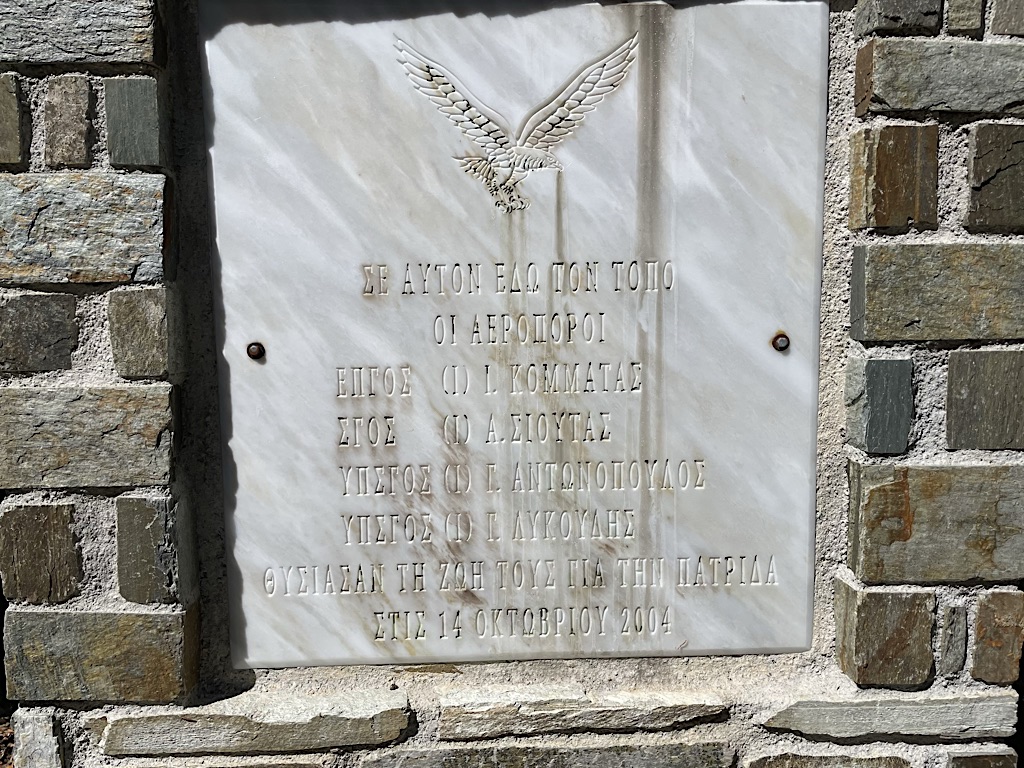 ΣΕ ΑΥΤΟΝ ΕΔΩ ΤΟΝ ΤΟΠΟ
ΟΙ ΑΕΡΟΠΟΡΟΙ
ΕΠΓΟΣ (Ι) Ι. ΚΟΜΜΑΤΑΣ
ΣΓΟΣ (Ι) Α. ΣΙΟΥΤΑΣ
ΥΠΣΓΟΣ (Ι) Γ. ΑΝΤΩΝΟΠΟΥΛΟΣ
ΥΠΣΓΟΣ (Ι) Γ. ΛΥΚΟΥΔΗΣ
ΘΥΣΙΑΣΑΝ ΤΗ ΖΩΗ ΤΟΥΣ ΓΙΑ ΤΗΝ ΠΑΤΡΙΔΑ
ΣΤΙΣ 14 ΟΚΤΩΒΡΙΟΥ 2004